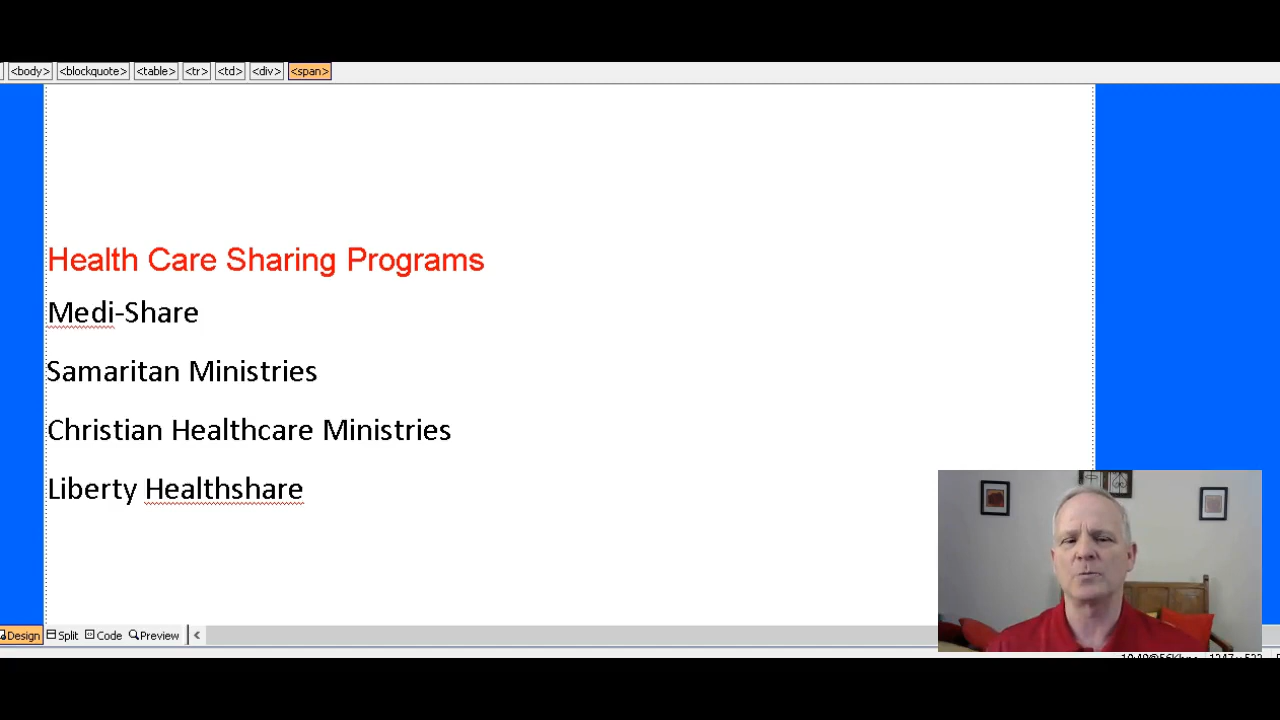 <body> <blockquote> <table> <tr> <td> <div> <span>
Health Care Sharing Programs
Medi-Share
Samaritan Ministries
Christian Healthcare Ministries
Liberty Healthshare
Design Split Code Preview